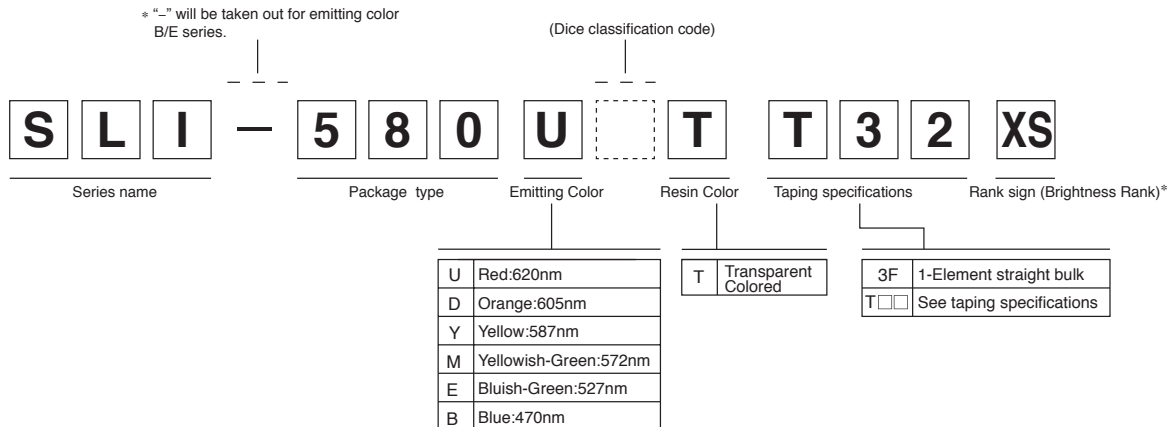 * “–” will be taken out for emitting color
B/E series.
(Dice classification code)
S L I – 5 8 0 U T T 3 2 XS
Series name
Package type
Emitting Color
Resin Color
Taping specifications
Rank sign (Brightness Rank)*
U Red:620nm
D Orange:605nm
Y Yellow:587nm
M Yellowish-Green:572nm
E Bluish-Green:527nm
B Blue:470nm
T Transparent
Colored
3F 1-Element straight bulk
T□□ See taping specifications